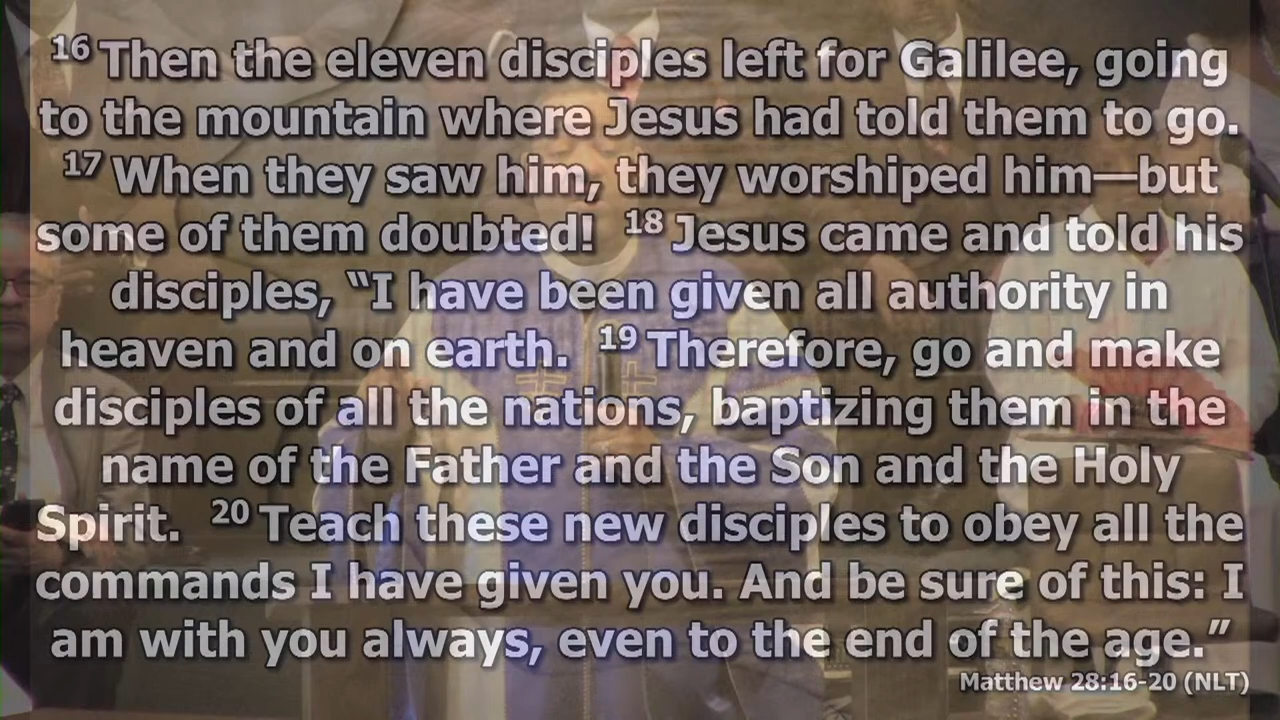 16 Then the eleven disciples left for Galilee, going
to the mountain where Jesus had told them to go.
17 When they saw him, they worshiped him—but
some of them doubted! 18 Jesus came and told his
disciples, “I have been given all authority in
heaven and on earth. 19 Therefore, go and make
disciples of all the nations, baptizing them in the
name of the Father and the Son and the Holy
Spirit. 20 Teach these new disciples to obey all the
commands I have given you. And be sure of this: I
am with you always, even to the end of the age.”
Matthew 28:16-20 (NLT)